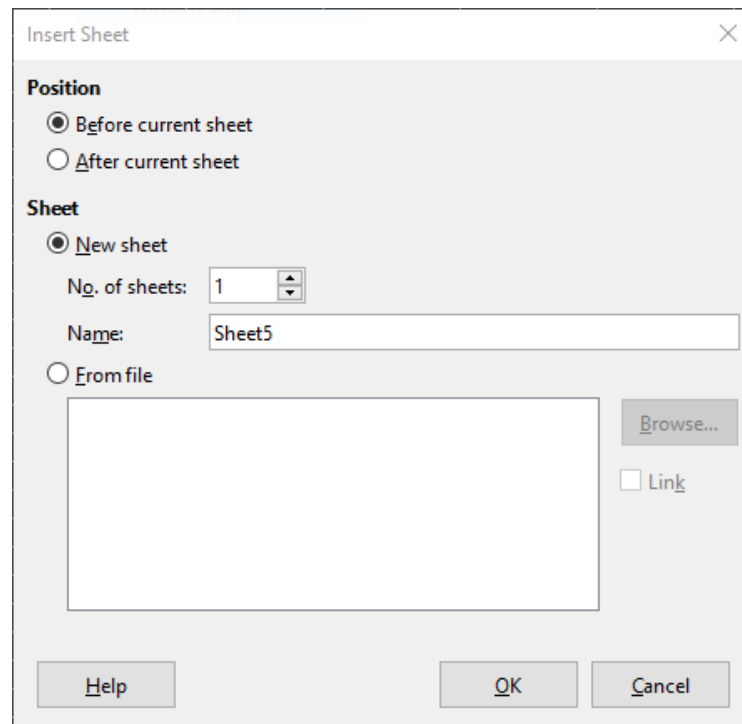 Insert Sheet
Position
Before current sheet
After current sheet
Sheet
New sheet
No. of sheets: 1
Name: Sheet5
From file
Browse...
Link
Help OK Cancel